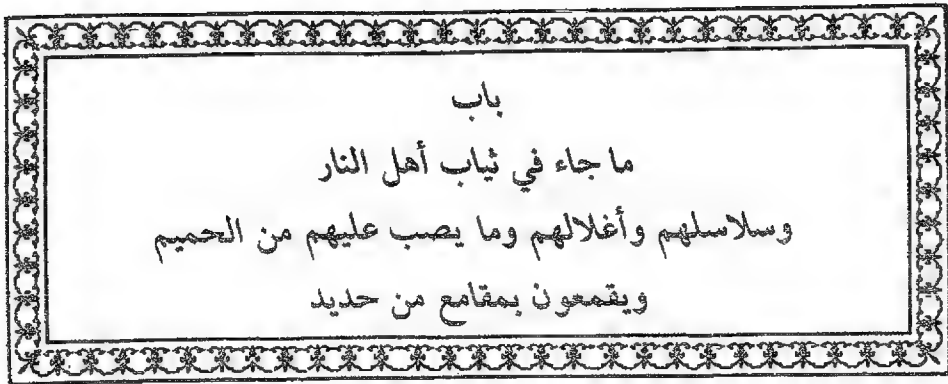 باب
ما جاء في ثياب أهل النار
وسلاسلهم وأغلالهم وما يصب عليهم من الحميم
ويقمعون بمقامع من حديد